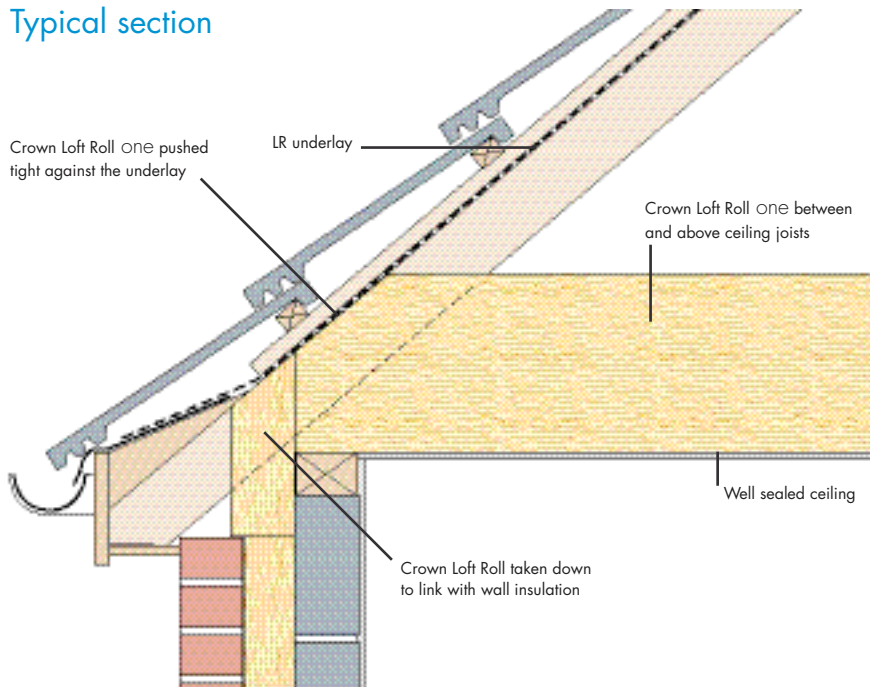 Typical section
Crown Loft Roll one pushed
tight against the underlay
LR underlay
Crown Loft Roll one between
and above ceiling joists
Well sealed ceiling
Crown Loft Roll taken down
to link with wall insulation